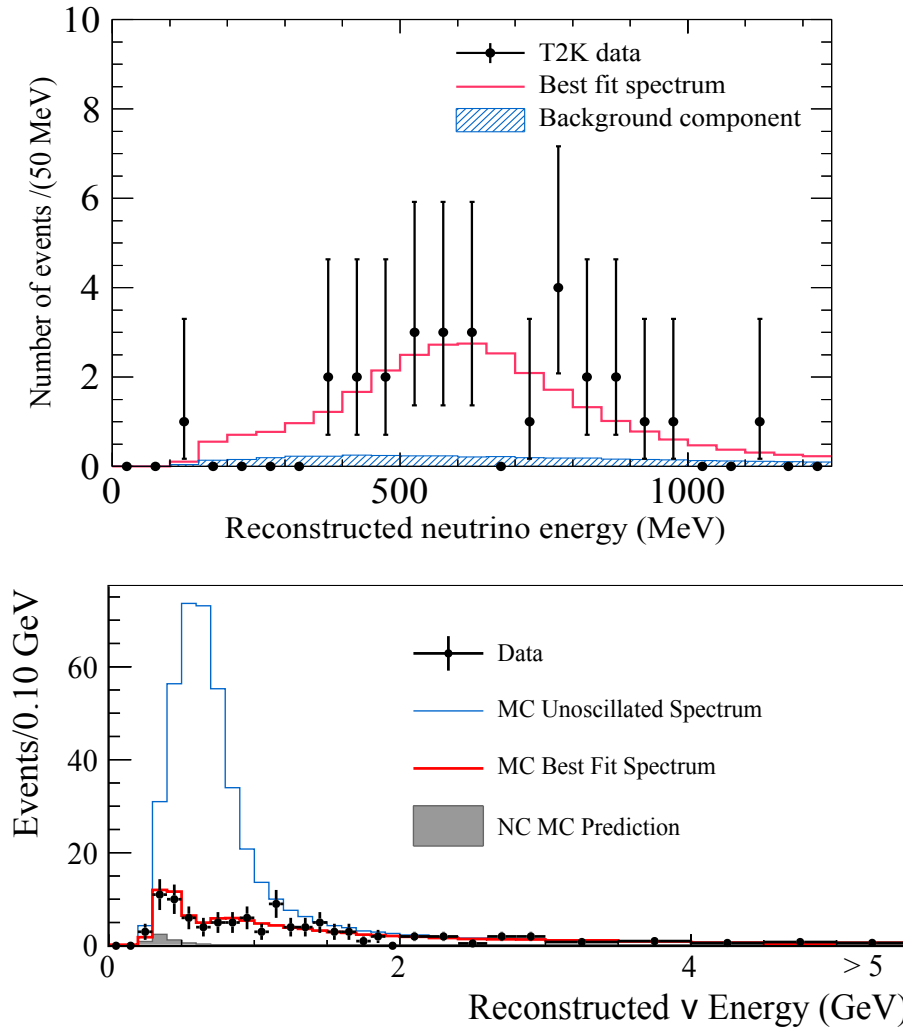 10
8
6
4
2
0
Number of events /(50 MeV)
T2K data
Best fit spectrum
Background component
0 500 1000
Reconstructed neutrino energy (MeV)
Events/0.10 GeV
60
40
20
0
Data
MC Unoscillated Spectrum
MC Best Fit Spectrum
NC MC Prediction
0 2 4 > 5
Reconstructed ν Energy (GeV)